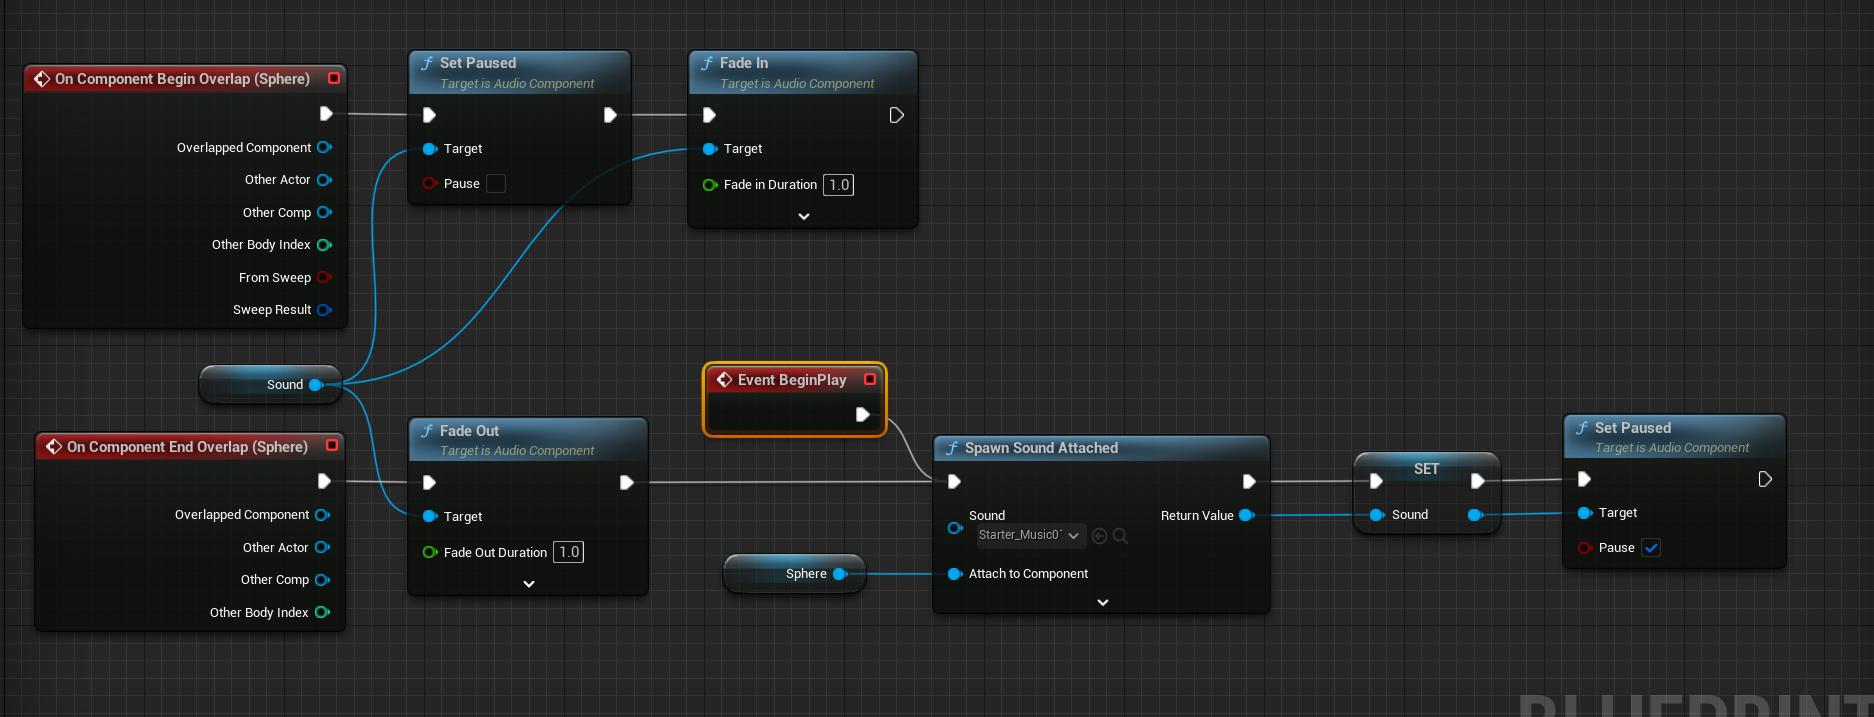 On Component Begin Overlap (Sphere)
Overlapped Component
Other Actor
Other Comp
Other Body Index
From Sweep
Sweep Result
Set Paused
Target is Audio Component
Target
Pause
Fade In
Target is Audio Component
Target
Fade in Duration 1.0
Sound
On Component End Overlap (Sphere)
Overlapped Component
Other Actor
Other Comp
Other Body Index
Fade Out
Target is Audio Component
Target
Fade Out Duration 1.0
Event BeginPlay
Sphere
Spawn Sound Attached
Sound
Return Value
Starter_Music0
Attach to Component
SET
Sound
Set Paused
Target is Audio Component
Target
Pause
BLUEPRINT